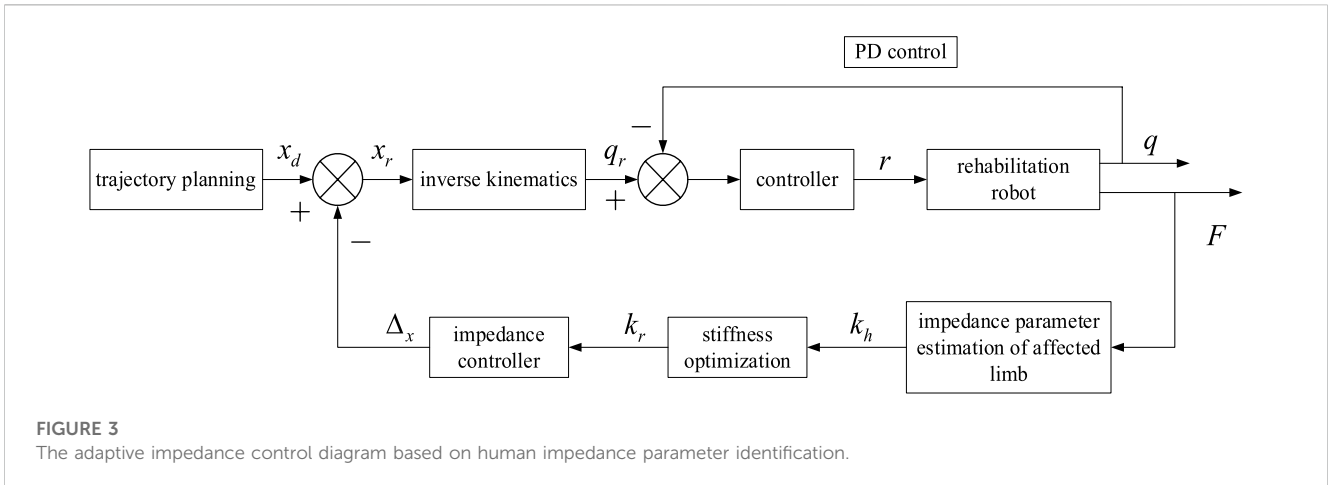 PD control
−
q
x_d
x_r
q_r
r
trajectory planning
inverse kinematics
controller
rehabilitation
robot
+
+
F
−
Δ_x
k_r
k_h
impedance
controller
stiffness
optimization
impedance parameter
estimation of affected
limb
FIGURE 3
The adaptive impedance control diagram based on human impedance parameter identification.